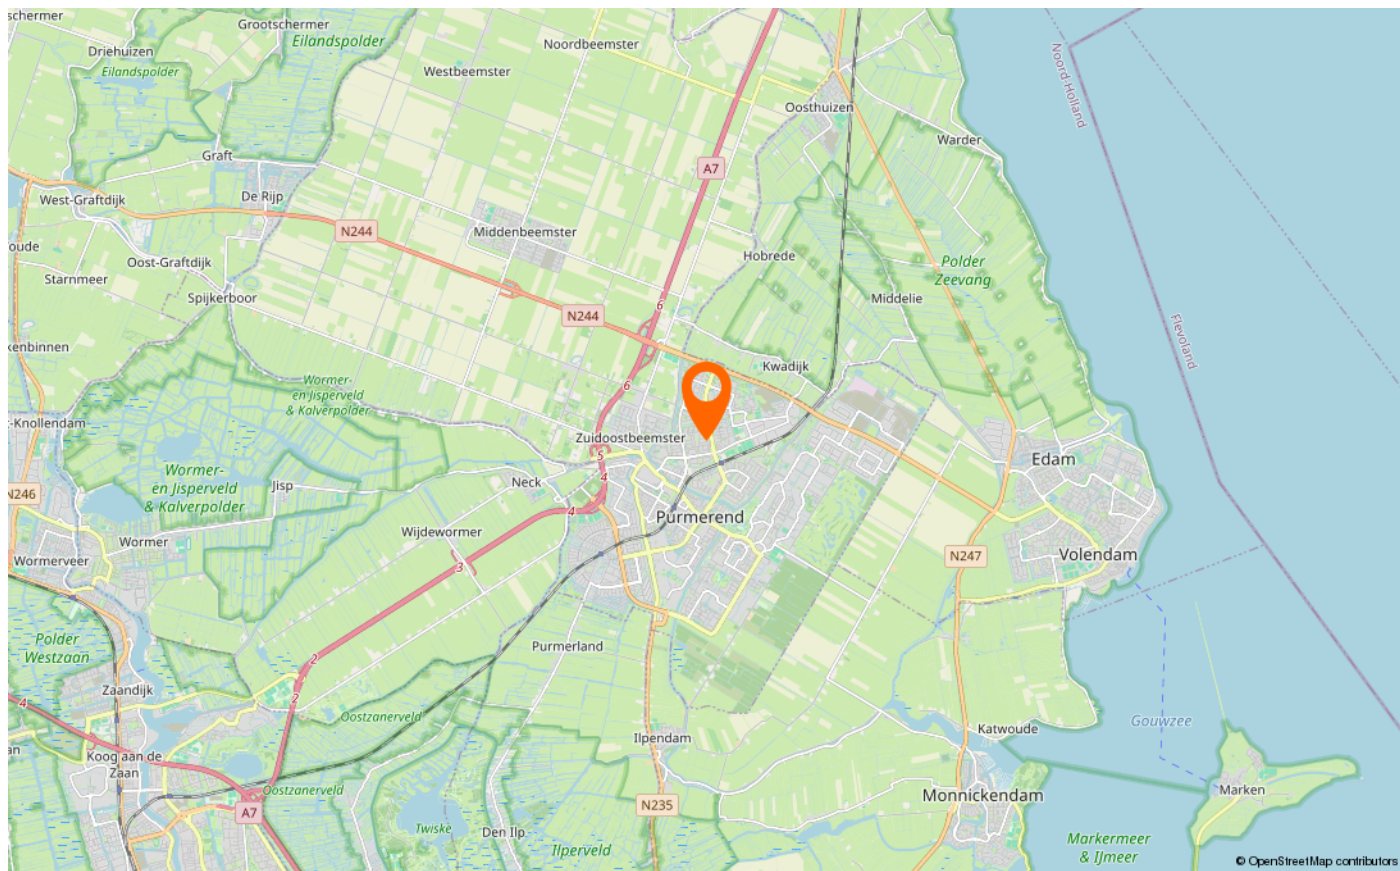 schermer
Grootschermer
Eilandspolder
Driehuizen
Eilandspolder
Noordbeemster
Westbeemster
Noord-Holland
Oosthuizen
Warder
Graft
A7
De Rijp
West-Graftdijk
N244
Middenbeemster
oude
Oost-Graftdijk
Hobrede
Polder
Zeevang
Starnmeer
Spijkerboor
Middelie
6
N244
Flevoland
kenbinnen
Kwadijk
Wormer-
en Jisperveld
& Kalverpolder
6
-Knollendam
Zuidoostbeemster
5
Edam
Wormer-
en Jisperveld
& Kalverpolder
4
Neck
Jisp
N246
4
Purmerend
Wijdewormer
Wormer
N247
Volendam
Wormerveer
3
Polder
Westzaan
Purmerland
2
Zaandijk
2
4
Oostzanerveld
Gouwzee
Katwoude
Ilpendam
an
Koog aan de
Zaan
Oostzanerveld
Marken
Monnickendam
N235
A7
Twiske
Den Ilp
Ilperveld
Markermeer
& IJmeer
© OpenStreetMap contributors